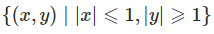 {(x, y) | |x| ⩽ 1, |y| ⩾ 1}